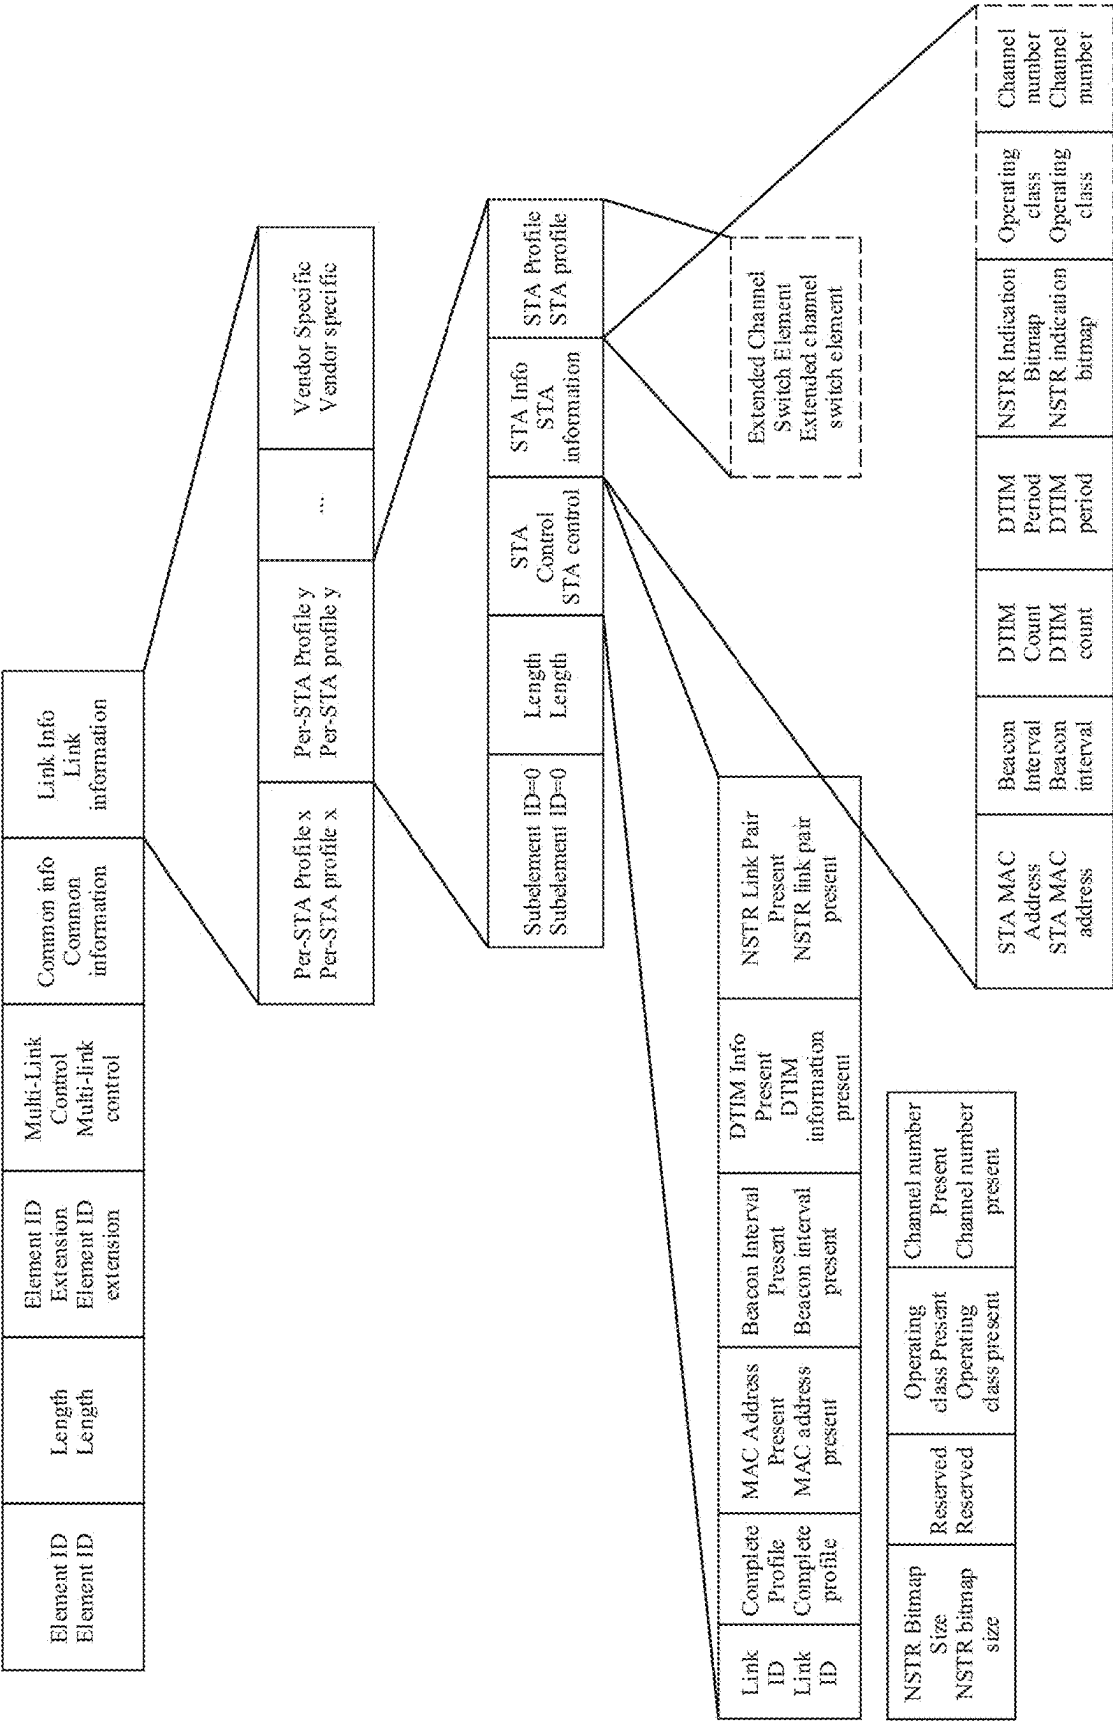 Element ID
Element ID
Length
Length
Element ID
Extension
Element ID
extension
Multi-Link
Control
Multi-link
control
Common info
Common
information
Link Info
Link
information
Per-STA Profile x
Per-STA profile x
Per-STA Profile y
Per-STA profile y
...
Vendor Specific
Vendor specific
Subelement ID=0
Subelement ID=0
Length
Length
STA
Control
STA control
STA Info
STA
information
STA Profile
STA profile
Link
ID
Link
ID
Complete
Profile
Complete
profile
MAC Address
Present
MAC address
present
Beacon Interval
Present
Beacon interval
present
DTIM Info
Present
DTIM
information
present
NSTR Link Pair
Present
NSTR link pair
present
Extended Channel
Switch Element
Extended channel
switch element
NSTR Bitmap
Size
NSTR bitmap
size
Reserved
Reserved
Operating
class Present
Operating
class present
Channel number
Present
Channel number
present
STA MAC
Address
STA MAC
address
Beacon
Interval
Beacon
interval
DTIM
Count
DTIM
count
DTIM
Period
DTIM
period
NSTR Indication
Bitmap
NSTR indication
bitmap
Operating
class
Operating
class
Channel
number
Channel
number